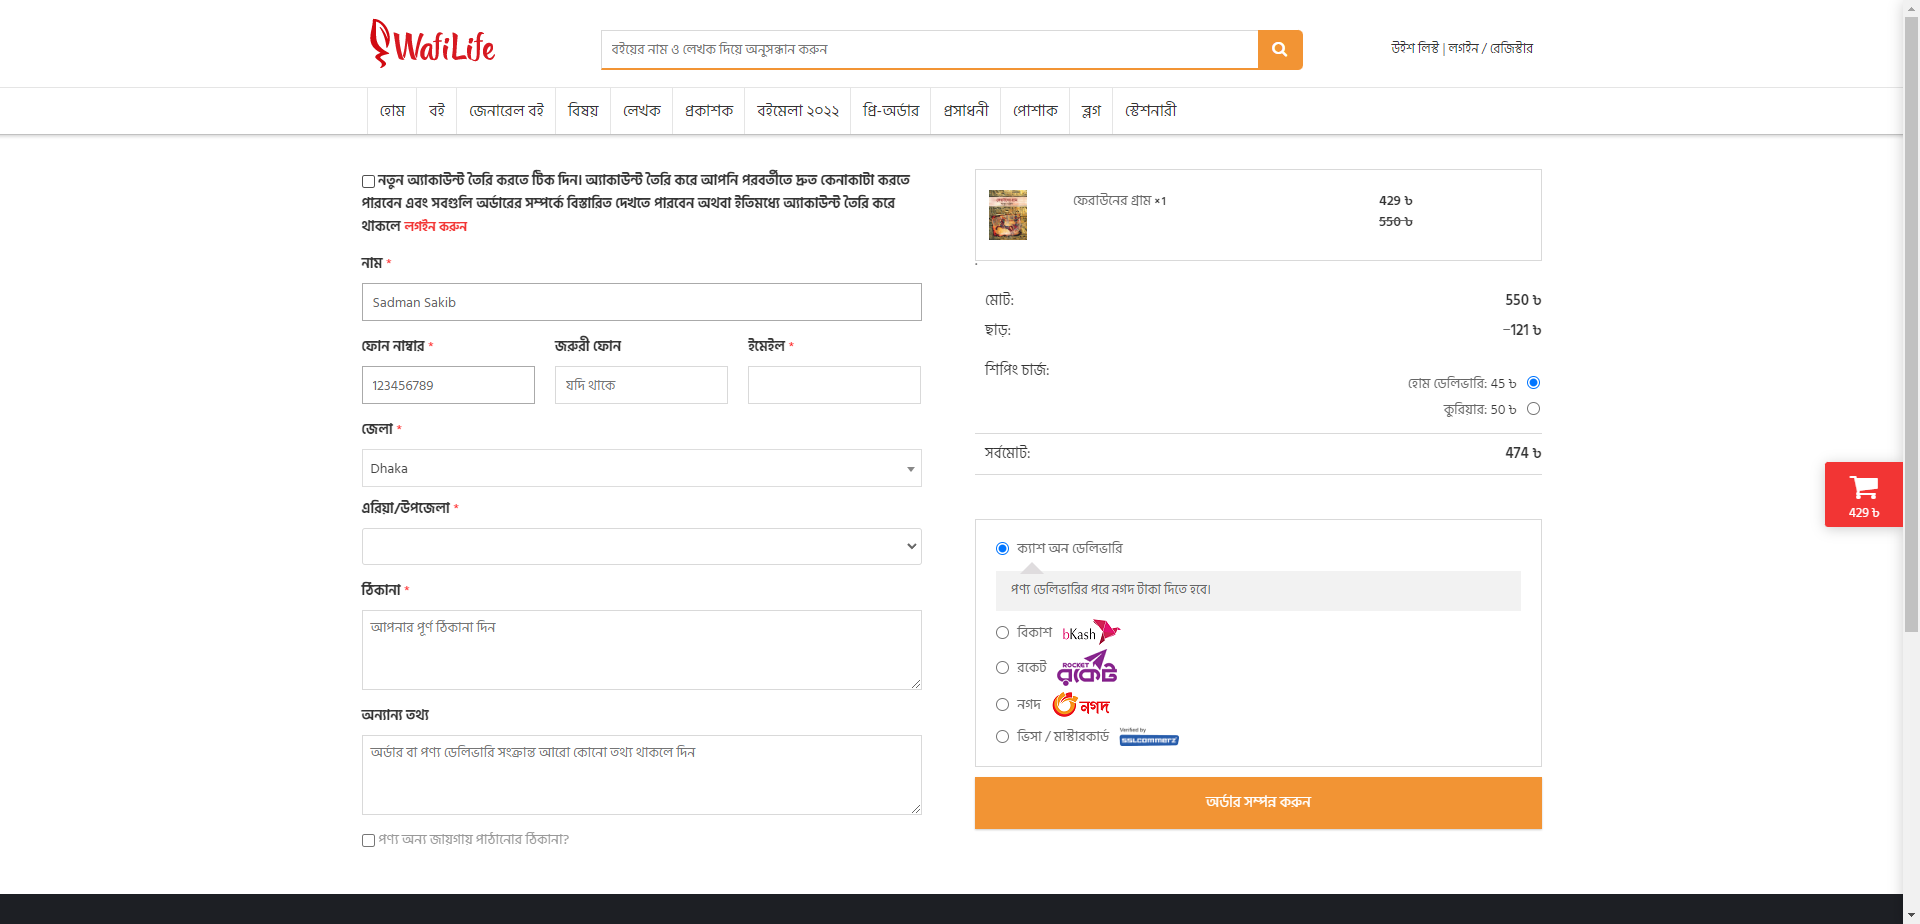 WafiLife
বইয়ের নাম ও লেখক দিয়ে অনুসন্ধান করুন
উইশ লিস্ট | লগইন / রেজিস্টার
হোম
বই
জেনারেল বই
বিষয়
লেখক
প্রকাশক
বইমেলা ২০২২
প্রি-অর্ডার
প্রসাধনী
পোশাক
ব্লগ
স্টেশনারী
নতুন অ্যাকাউন্ট তৈরি করতে টিক দিন। অ্যাকাউন্ট তৈরি করে আপনি পরবর্তীতে দ্রুত কেনাকাটা করতে
পারবেন এবং সবগুলি অর্ডারের সম্পর্কে বিস্তারিত দেখতে পারবেন অথবা ইতিমধ্যে অ্যাকাউন্ট তৈরি করে
থাকলে লগইন করুন
নাম *
Sadman Sakib
ফোন নাম্বার *
জরুরী ফোন
ইমেইল *
123456789
যদি থাকে
জেলা *
Dhaka
এরিয়া/উপজেলা *
ঠিকানা *
আপনার পূর্ণ ঠিকানা দিন
অন্যান্য তথ্য
অর্ডার বা পণ্য ডেলিভারি সংক্রান্ত আরো কোনো তথ্য থাকলে দিন
পণ্য অন্য জায়গায় পাঠানোর ঠিকানা?
ফেরাউনের গ্রাম ×1
429 ৳
550 ৳
মোট: 550 ৳
ছাড়: -121 ৳
শিপিং চার্জ:
হোম ডেলিভারি: 45 ৳
কুরিয়ার: 50 ৳
সর্বমোট: 474 ৳
ক্যাশ অন ডেলিভারি
পণ্য ডেলিভারির পরে নগদ টাকা দিতে হবে।
বিকাশ bKash
রকেট ROCKET রকেট
নগদ নগদ
ভিসা / মাস্টারকার্ড Verified by SSLCOMMERZ
অর্ডার সম্পন্ন করুন
429 ৳